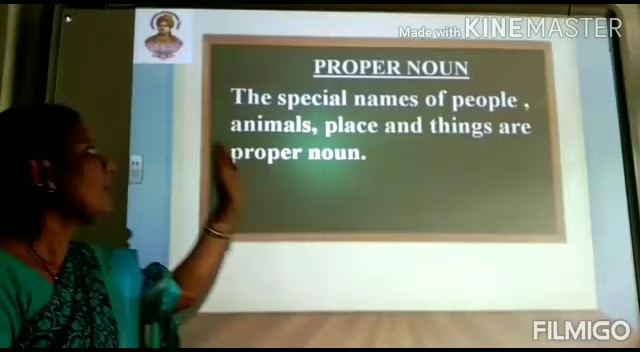 Made with KINEMASTER
PROPER NOUN
The special names of people ,
animals, place and things are
proper noun.
FILMIGO